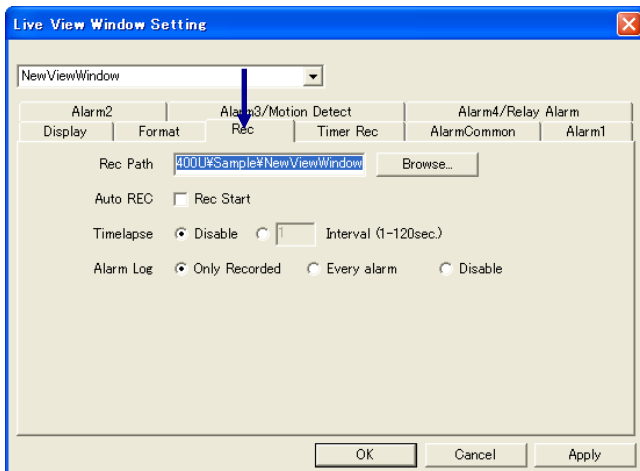 Live View Window Setting
NewViewWindow
Alarm2 Alarm3/Motion Detect Alarm4/Relay Alarm
Display Format Rec Timer Rec AlarmCommon Alarm1
Rec Path 400U¥Sample¥NewViewWindow Browse...
Auto REC Rec Start
Timelapse Disable 1 Interval (1-120sec.)
Alarm Log Only Recorded Every alarm Disable
OK Cancel Apply